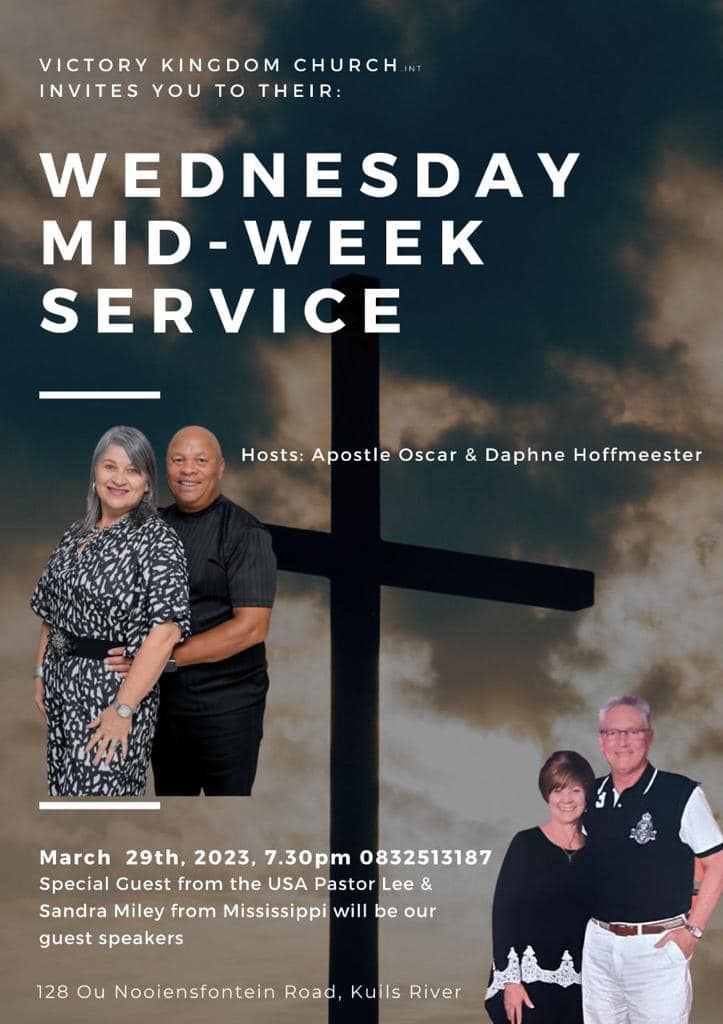 VICTORY KINGDOM CHURCH.INT
INVITES YOU TO THEIR:
WEDNESDAY
MID-WEEK
SERVICE
Hosts: Apostle Oscar & Daphne Hoffmeester
March 29th, 2023, 7.30pm 0832513187
Special Guest from the USA Pastor Lee &
Sandra Miley from Mississippi will be our
guest speakers
128 Ou Nooiensfontein Road, Kuils River
3